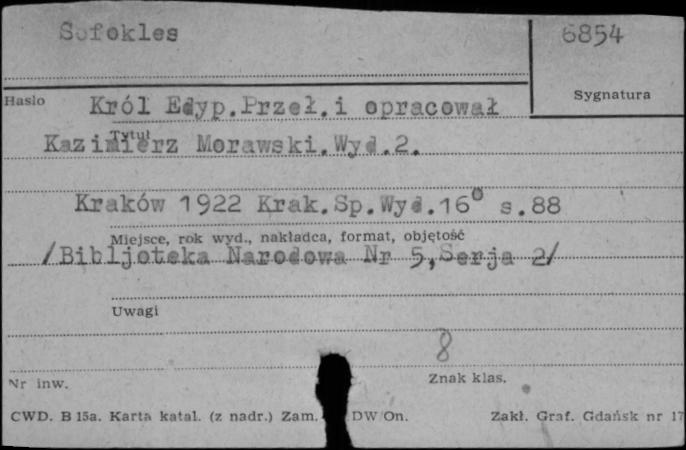 Sofokles 6854
Hasło Sygnatura
Król Edyp.Przeł.i opracował
Tytuł
Kazimierz Morawski.Wyd.2.
Kraków 1922 Krak.Sp.Wyd.16⁰ s.88
Miejsce, rok wyd., nakładca, format, objętość
/Bibljoteka Narodowa Nr 5,Serja 2/
Uwagi
8
Nr inw. Znak klas.
CWD. B 15a. Karta katal. (z nadr.) Zam. DW/On. Zakł. Graf. Gdańsk nr 17